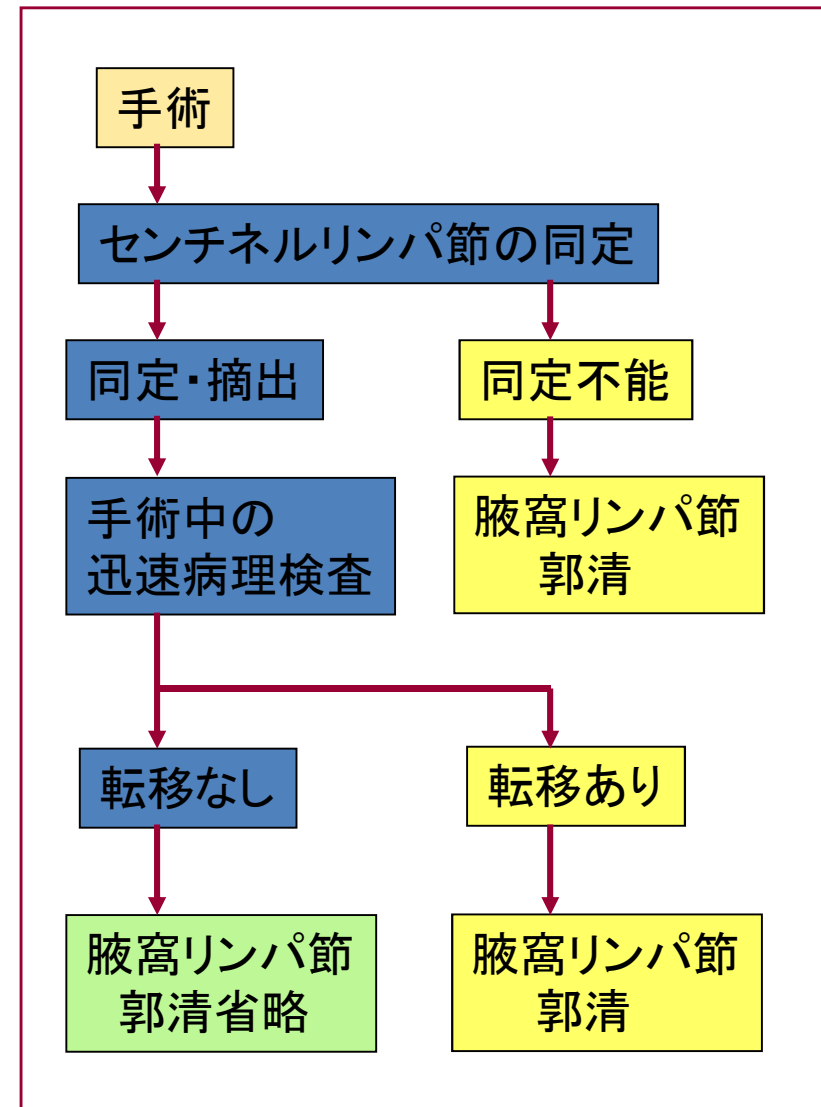 手術
センチネルリンパ節の同定
同定・摘出
同定不能
手術中の
迅速病理検査
腋窩リンパ節
郭清
転移なし
転移あり
腋窩リンパ節
郭清省略
腋窩リンパ節
郭清